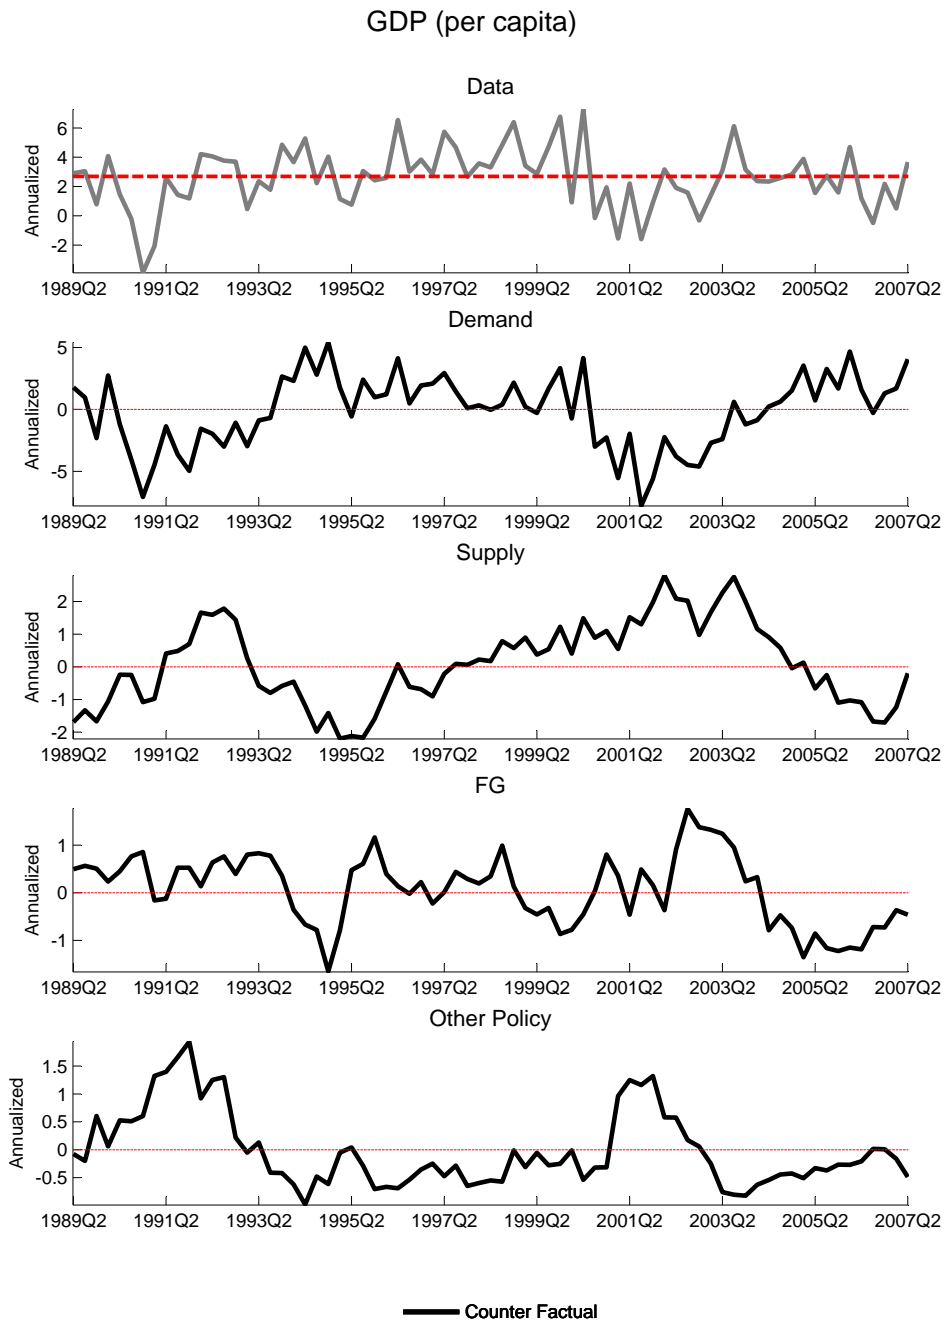 GDP (per capita)
Data
Annualized
6
4
2
0
-2
1989Q2 1991Q2 1993Q2 1995Q2 1997Q2 1999Q2 2001Q2 2003Q2 2005Q2 2007Q2
Demand
Annualized
5
0
-5
1989Q2 1991Q2 1993Q2 1995Q2 1997Q2 1999Q2 2001Q2 2003Q2 2005Q2 2007Q2
Supply
Annualized
2
1
0
-1
-2
1989Q2 1991Q2 1993Q2 1995Q2 1997Q2 1999Q2 2001Q2 2003Q2 2005Q2 2007Q2
FG
Annualized
1
0
-1
1989Q2 1991Q2 1993Q2 1995Q2 1997Q2 1999Q2 2001Q2 2003Q2 2005Q2 2007Q2
Other Policy
Annualized
1.5
1
0.5
0
-0.5
1989Q2 1991Q2 1993Q2 1995Q2 1997Q2 1999Q2 2001Q2 2003Q2 2005Q2 2007Q2
Counter Factual